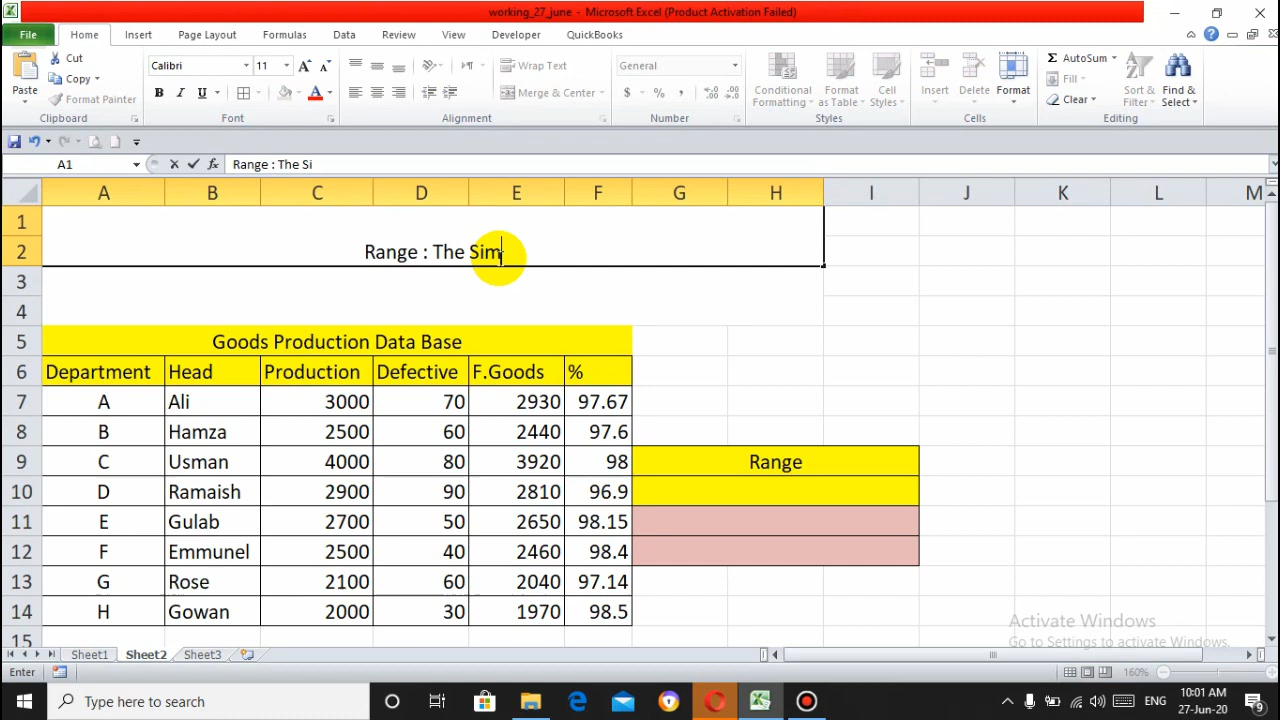 working_27_june - Microsoft Excel (Product Activation Failed)
File Home Insert Page Layout Formulas Data Review View Developer QuickBooks
Paste Cut Copy Format Painter Clipboard
Calibri 11 B I U A A A Font
Wrap Text Merge & Center Alignment
General $ % , .00 .00 Number
Conditional Formatting Format as Table Cell Styles Styles
Insert Delete Format Cells
Σ AutoSum Fill Clear Sort & Filter Find & Select Editing
A1 fx Range : The Si
A B C D E F G H I J K L M
1
2 Range : The Sim
3
4
5 Goods Production Data Base
6 Department Head Production Defective F.Goods %
7 A Ali 3000 70 2930 97.67
8 B Hamza 2500 60 2440 97.6
9 C Usman 4000 80 3920 98 Range
10 D Ramaish 2900 90 2810 96.9
11 E Gulab 2700 50 2650 98.15
12 F Emmunel 2500 40 2460 98.4
13 G Rose 2100 60 2040 97.14
14 H Gowan 2000 30 1970 98.5
15
Activate Windows
Go to Settings to activate Windows.
Sheet1 Sheet2 Sheet3
Enter 160%
Type here to search ENG 10:01 AM
27-Jun-20 9